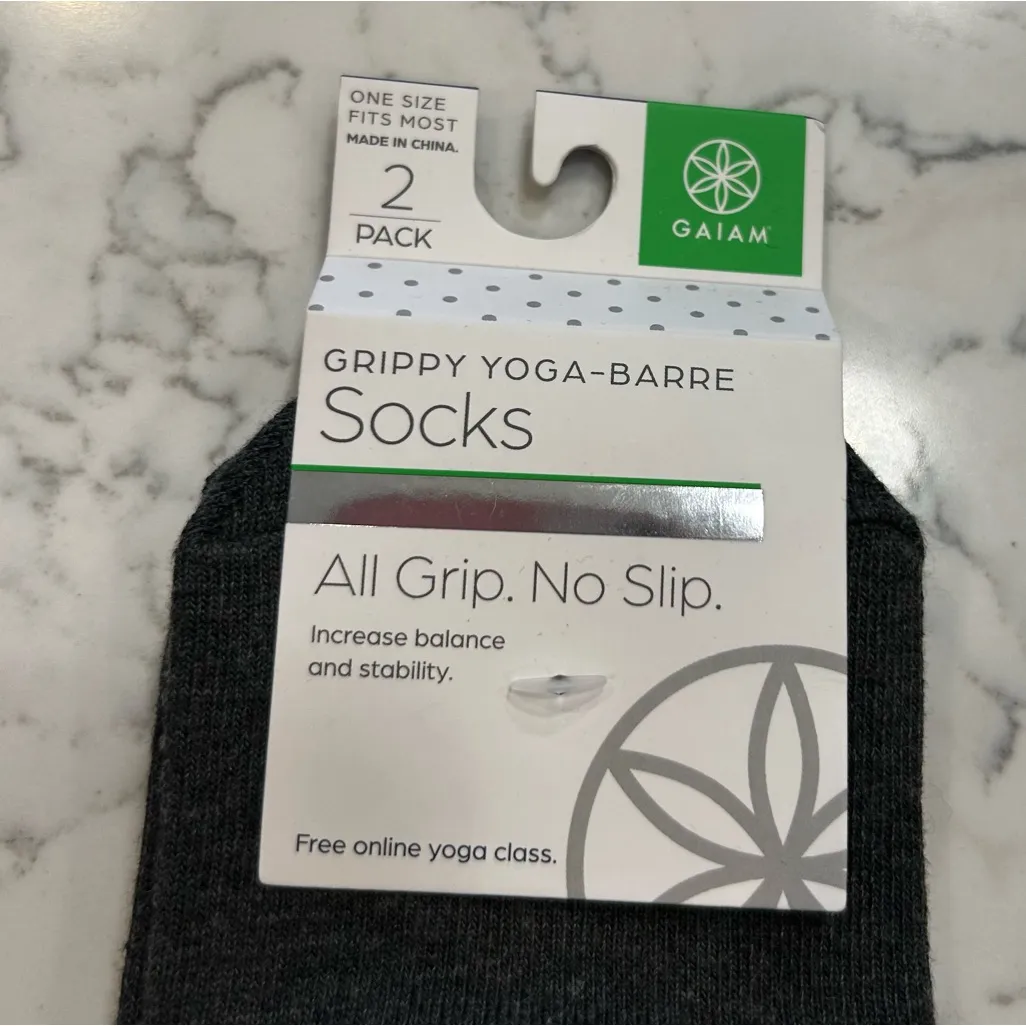 ONE SIZE
FITS MOST
MADE IN CHINA.
2
PACK
GAIAM
GRIPPY YOGA-BARRE
Socks
All Grip. No Slip.
Increase balance
and stability.
Free online yoga class.